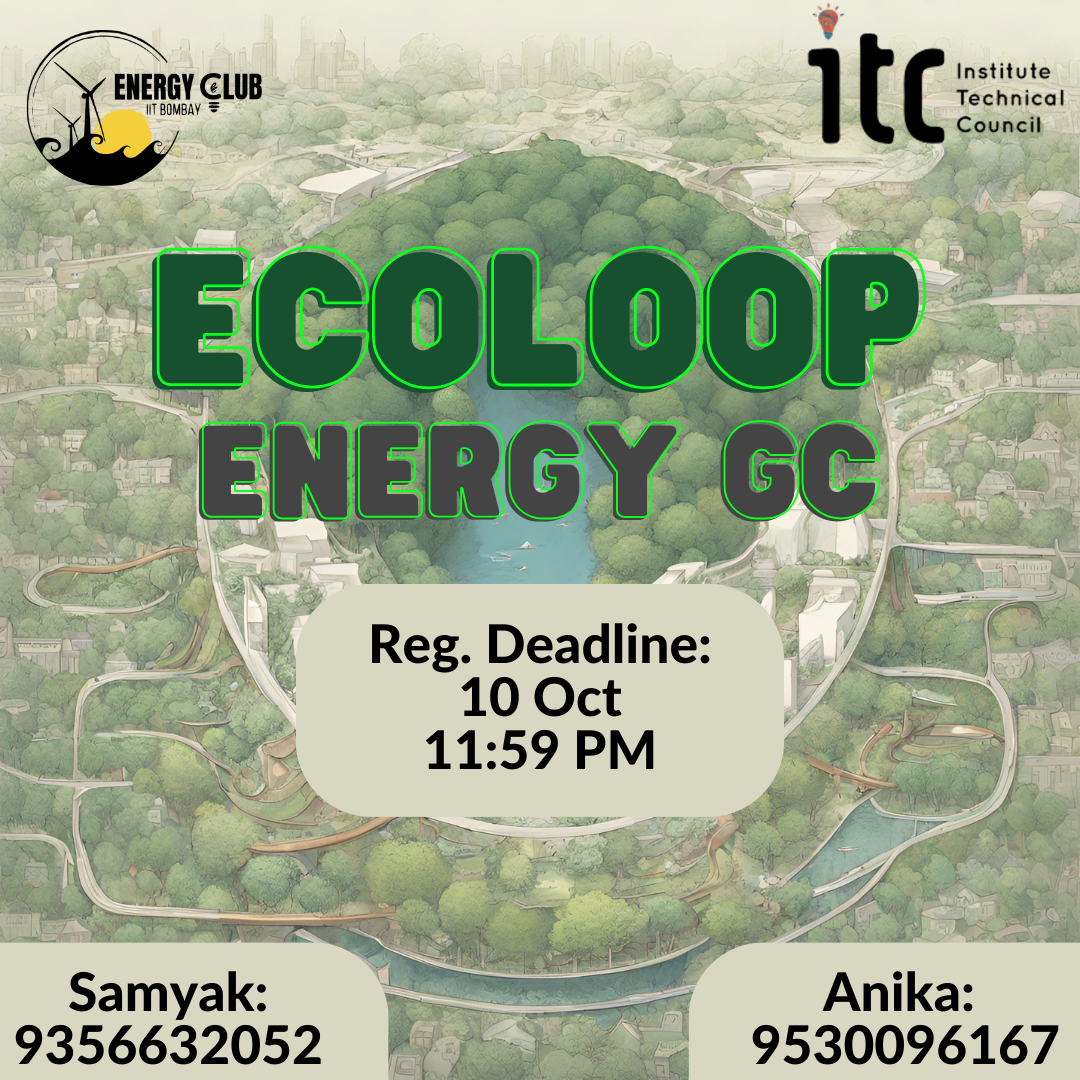 ENERGY CLUB
IIT BOMBAY
itc
Institute
Technical
Council
ECOLOOP
ENERGY GC
Reg. Deadline:
10 Oct
11:59 PM
Samyak:
9356632052
Anika:
9530096167